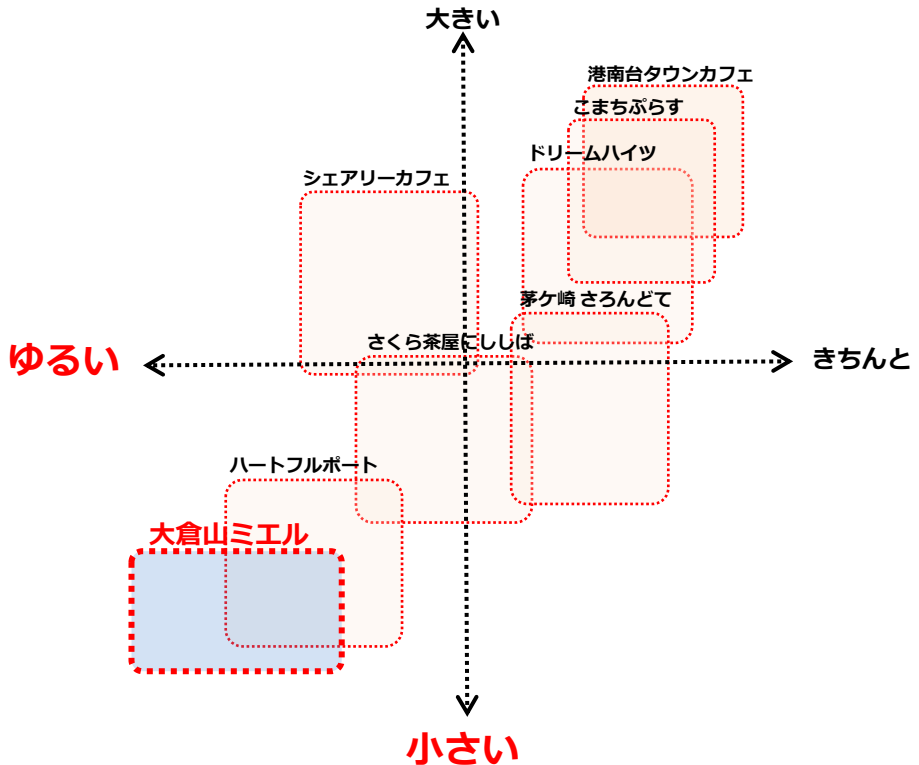 大きい
港南台タウンカフェ
こまちぷらす
ドリームハイツ
シェアリーカフェ
茅ケ崎 さろんどて
さくら茶屋にししば
ゆるい
きちんと
ハートフルポート
大倉山ミエル
小さい